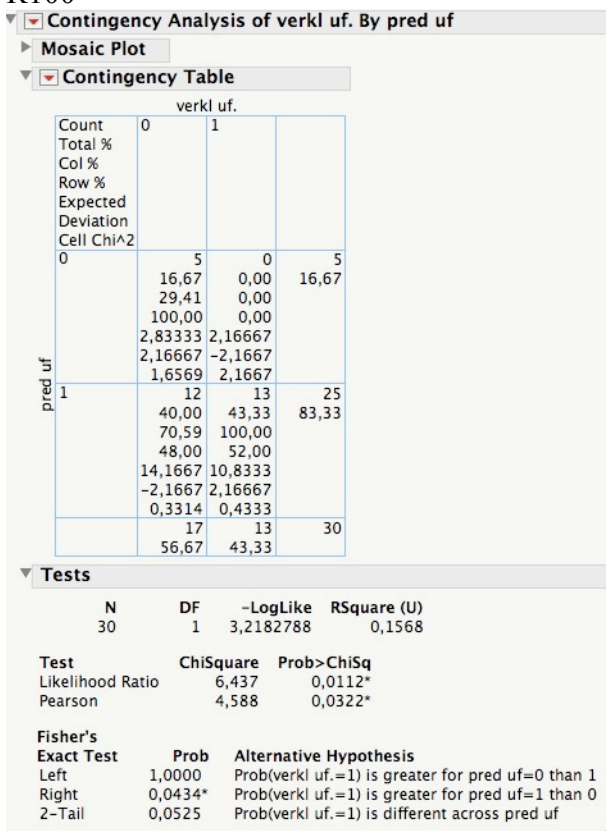 Contingency Analysis of verkl uf. By pred uf
Mosaic Plot
Contingency Table
verkl uf.
Count 0 1
Total %
Col %
Row %
Expected
Deviation
Cell Chi^2
pred uf
0 5 0 5
16,67 0,00 16,67
29,41 0,00
100,00 0,00
2,83333 2,16667
2,16667 -2,1667
1,6569 2,1667
1 12 13 25
40,00 43,33 83,33
70,59 100,00
48,00 52,00
14,1667 10,8333
-2,1667 2,16667
0,3314 0,4333
17 13 30
56,67 43,33
Tests
N DF -LogLike RSquare (U)
30 1 3,2182788 0,1568
Test ChiSquare Prob>ChiSq
Likelihood Ratio 6,437 0,0112*
Pearson 4,588 0,0322*
Fisher's
Exact Test Prob Alternative Hypothesis
Left 1,0000 Prob(verkl uf.=1) is greater for pred uf=0 than 1
Right 0,0434* Prob(verkl uf.=1) is greater for pred uf=1 than 0
2-Tail 0,0525 Prob(verkl uf.=1) is different across pred uf